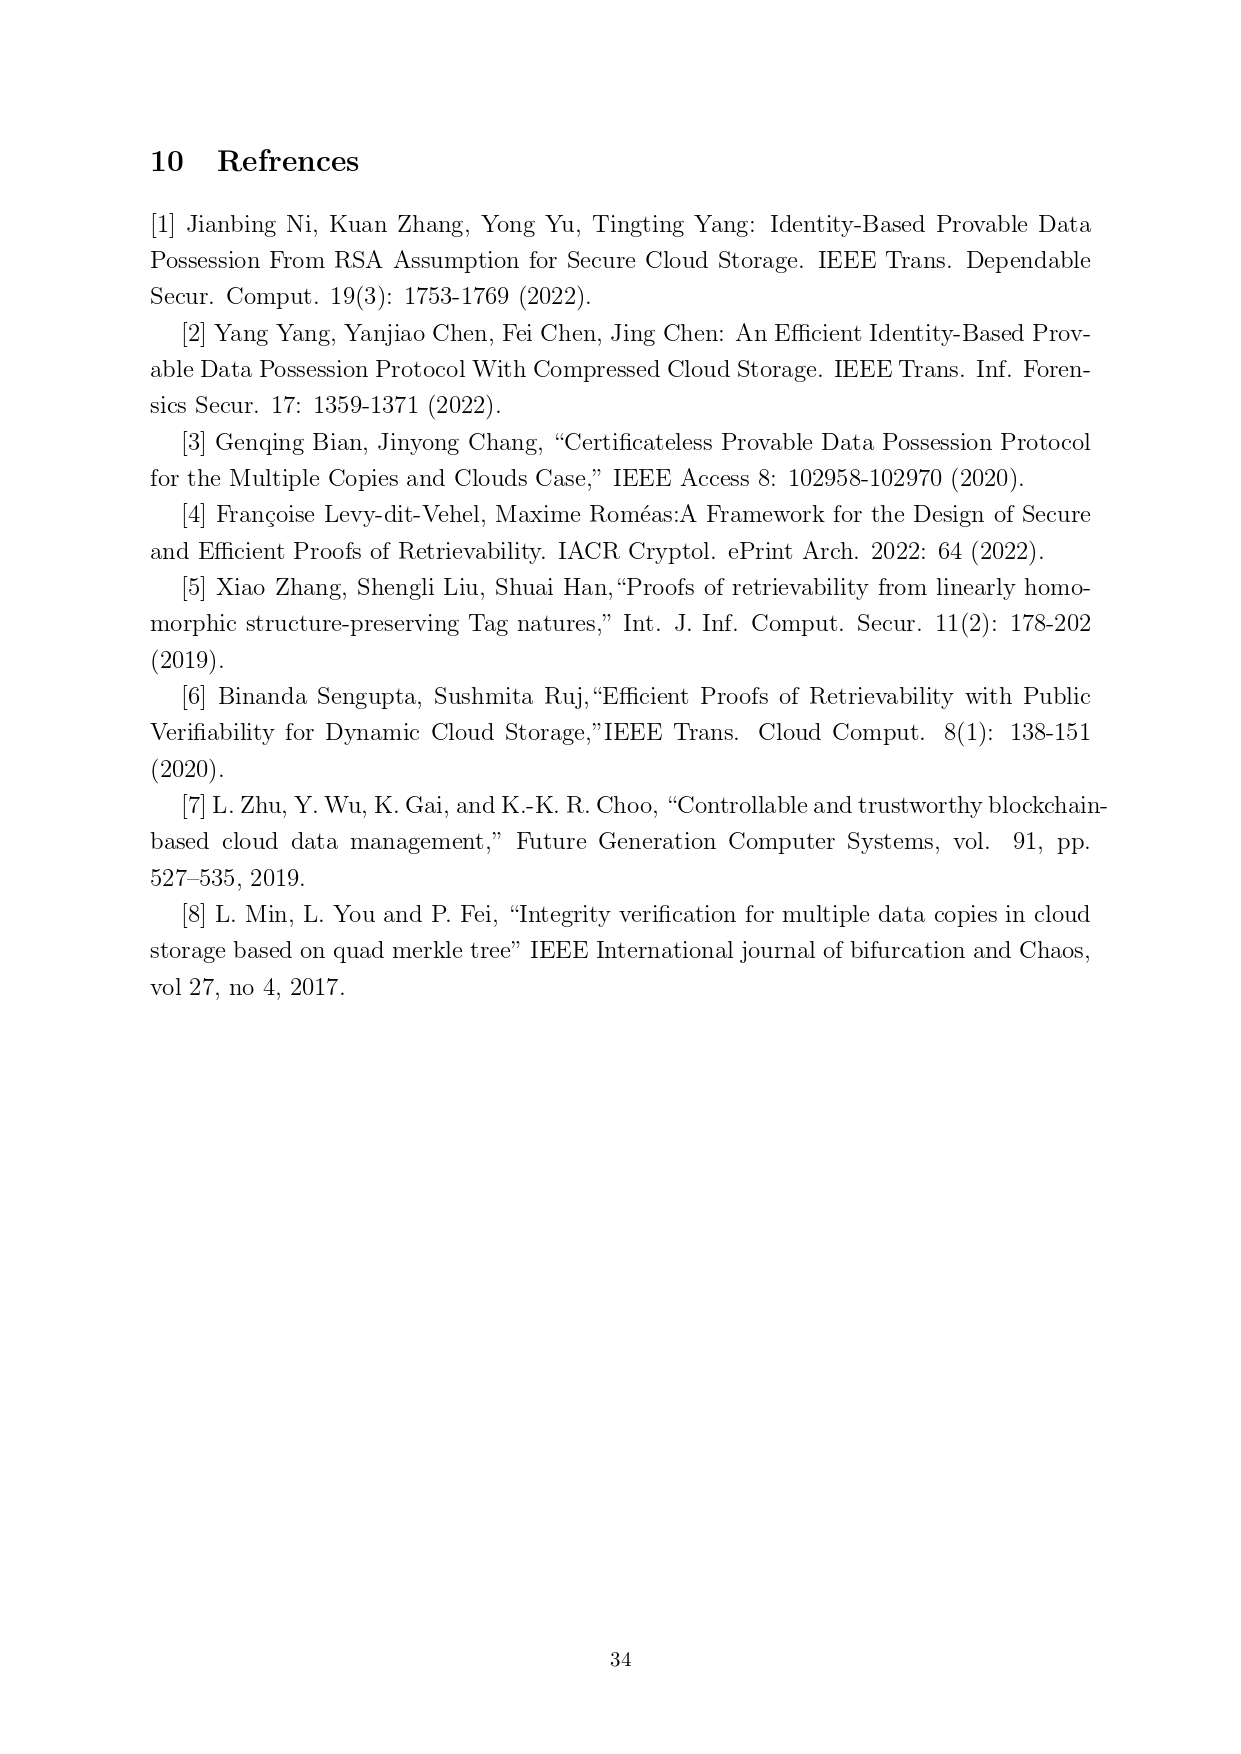 10 Refrences
[1] Jianbing Ni, Kuan Zhang, Yong Yu, Tingting Yang: Identity-Based Provable Data
Possession From RSA Assumption for Secure Cloud Storage. IEEE Trans. Dependable
Secur. Comput. 19(3): 1753-1769 (2022).
[2] Yang Yang, Yanjiao Chen, Fei Chen, Jing Chen: An Efficient Identity-Based Prov-
able Data Possession Protocol With Compressed Cloud Storage. IEEE Trans. Inf. Foren-
sics Secur. 17: 1359-1371 (2022).
[3] Genqing Bian, Jinyong Chang, “Certificateless Provable Data Possession Protocol
for the Multiple Copies and Clouds Case,” IEEE Access 8: 102958-102970 (2020).
[4] Françoise Levy-dit-Vehel, Maxime Roméas:A Framework for the Design of Secure
and Efficient Proofs of Retrievability. IACR Cryptol. ePrint Arch. 2022: 64 (2022).
[5] Xiao Zhang, Shengli Liu, Shuai Han,“Proofs of retrievability from linearly homo-
morphic structure-preserving Tag natures,” Int. J. Inf. Comput. Secur. 11(2): 178-202
(2019).
[6] Binanda Sengupta, Sushmita Ruj,“Efficient Proofs of Retrievability with Public
Verifiability for Dynamic Cloud Storage,”IEEE Trans. Cloud Comput. 8(1): 138-151
(2020).
[7] L. Zhu, Y. Wu, K. Gai, and K.-K. R. Choo, “Controllable and trustworthy blockchain-
based cloud data management,” Future Generation Computer Systems, vol. 91, pp.
527–535, 2019.
[8] L. Min, L. You and P. Fei, “Integrity verification for multiple data copies in cloud
storage based on quad merkle tree” IEEE International journal of bifurcation and Chaos,
vol 27, no 4, 2017.
34